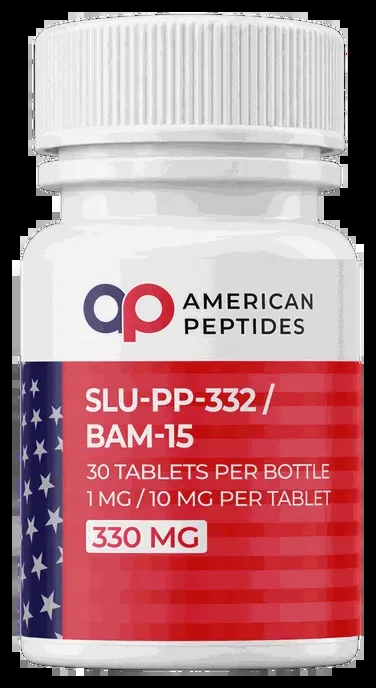 ap AMERICAN
PEPTIDES
SLU-PP-332 /
BAM-15
30 TABLETS PER BOTTLE
1 MG / 10 MG PER TABLET
330 MG